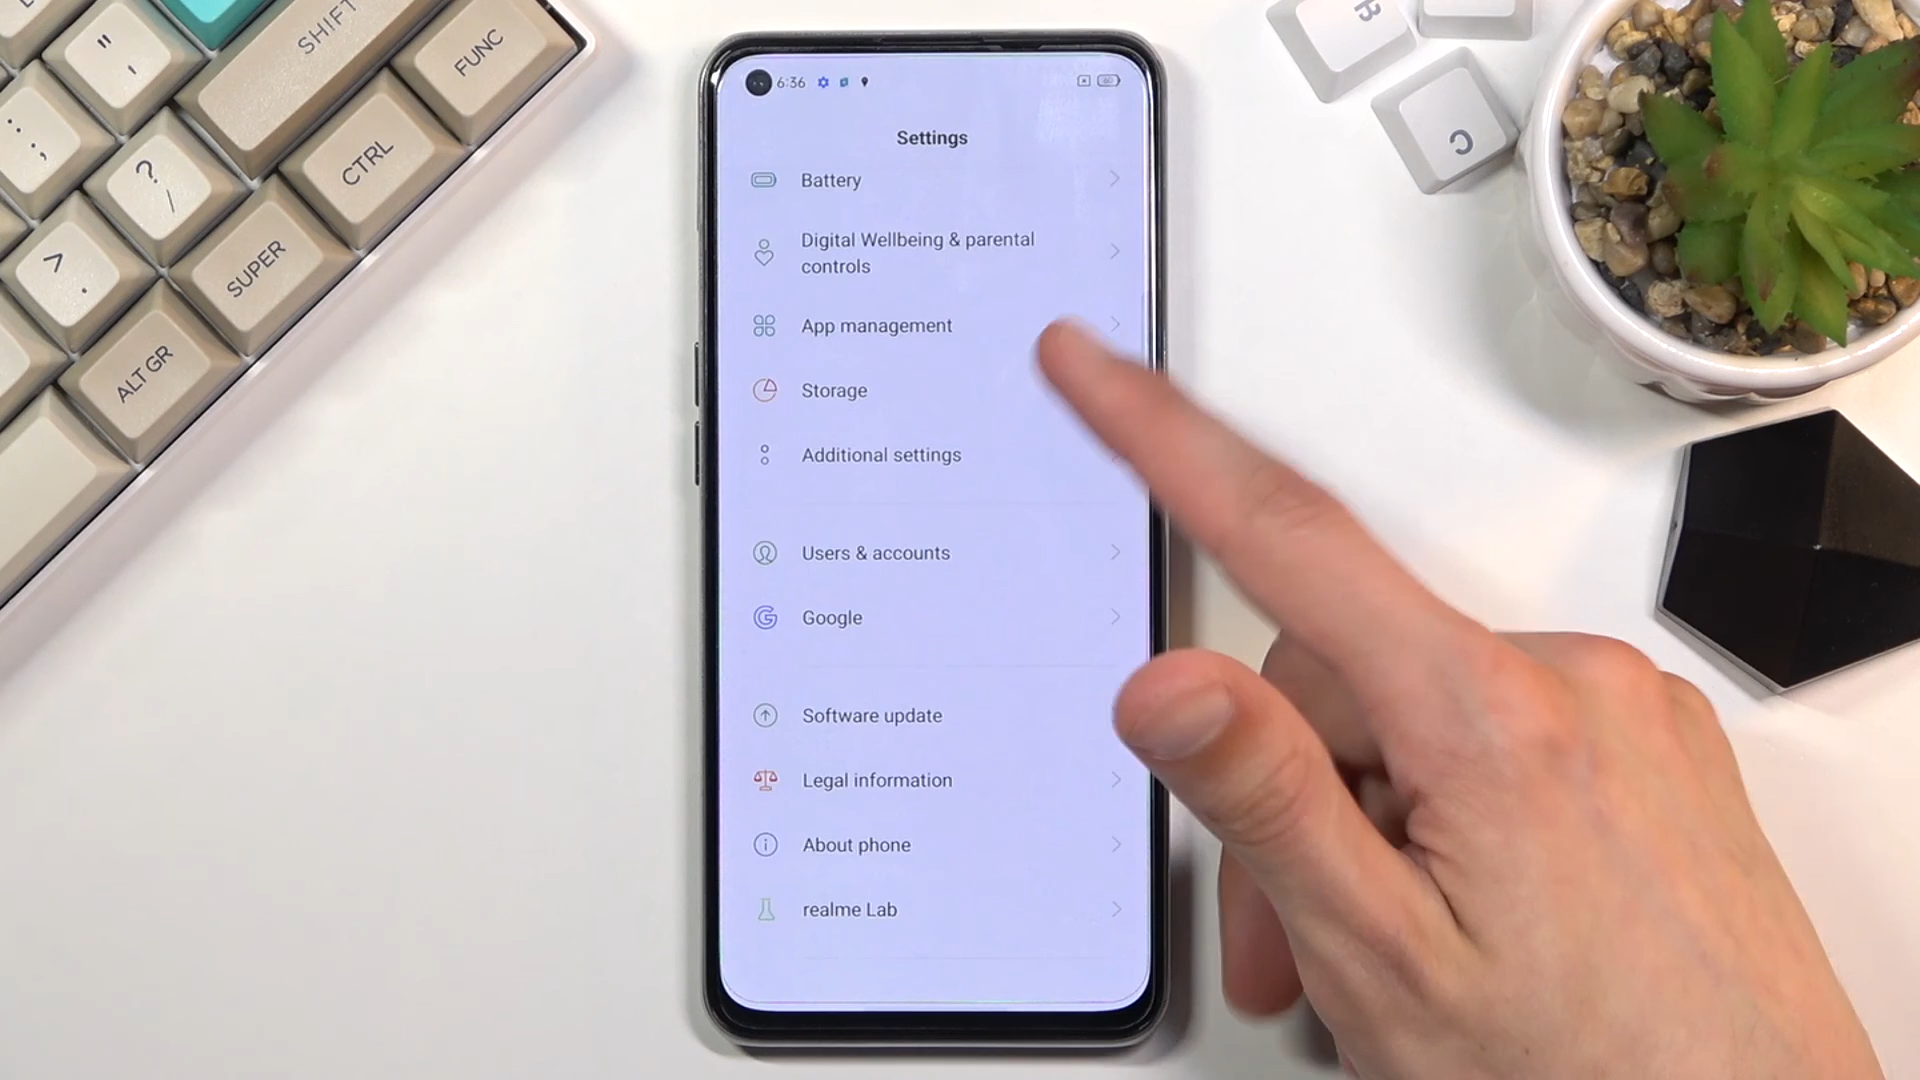 SHIFT
FUNC
" ,
: ;
? /
CTRL
> .
SUPER
ALT GR
R
C
6:36
Settings
Battery
Digital Wellbeing & parental
controls
App management
Storage
Additional settings
Users & accounts
Google
Software update
Legal information
About phone
realme Lab